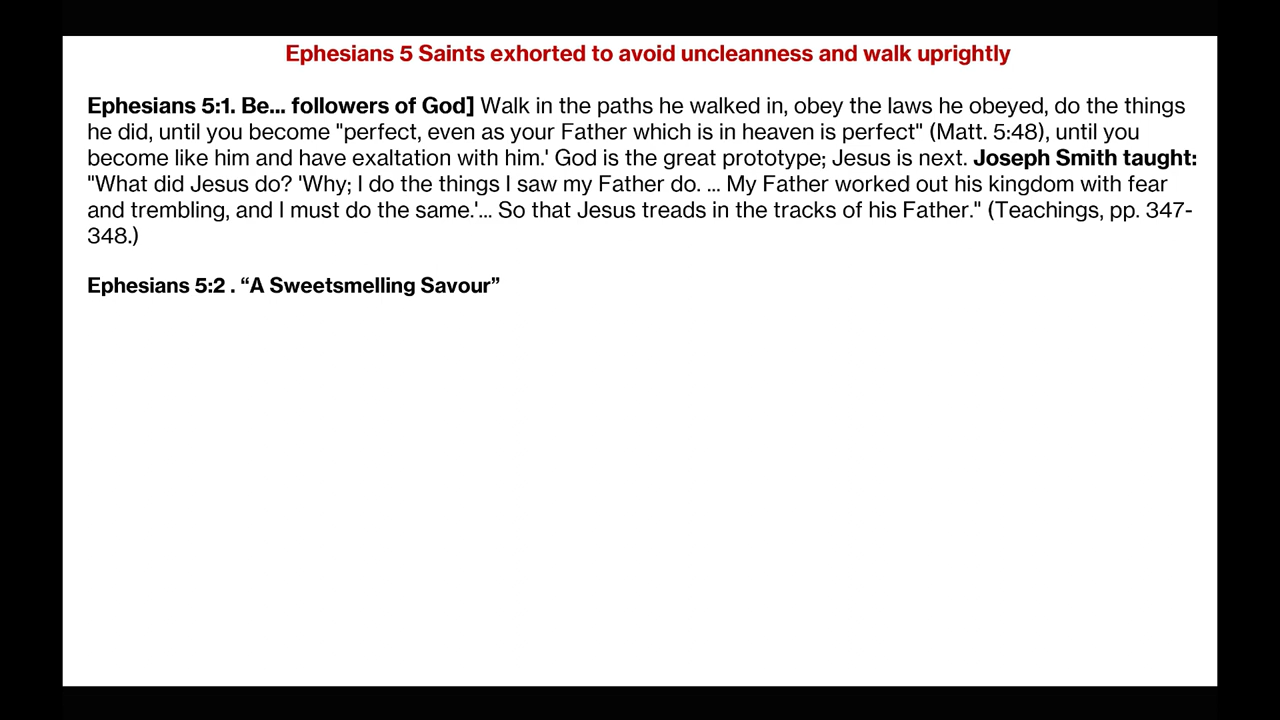 Ephesians 5 Saints exhorted to avoid uncleanness and walk uprightly
Ephesians 5:1. Be... followers of God] Walk in the paths he walked in, obey the laws he obeyed, do the things
he did, until you become "perfect, even as your Father which is in heaven is perfect" (Matt. 5:48), until you
become like him and have exaltation with him.' God is the great prototype; Jesus is next. Joseph Smith taught:
"What did Jesus do? 'Why; I do the things I saw my Father do. ... My Father worked out his kingdom with fear
and trembling, and I must do the same.'... So that Jesus treads in the tracks of his Father." (Teachings, pp. 347-
348.)
Ephesians 5:2 . “A Sweetsmelling Savour”